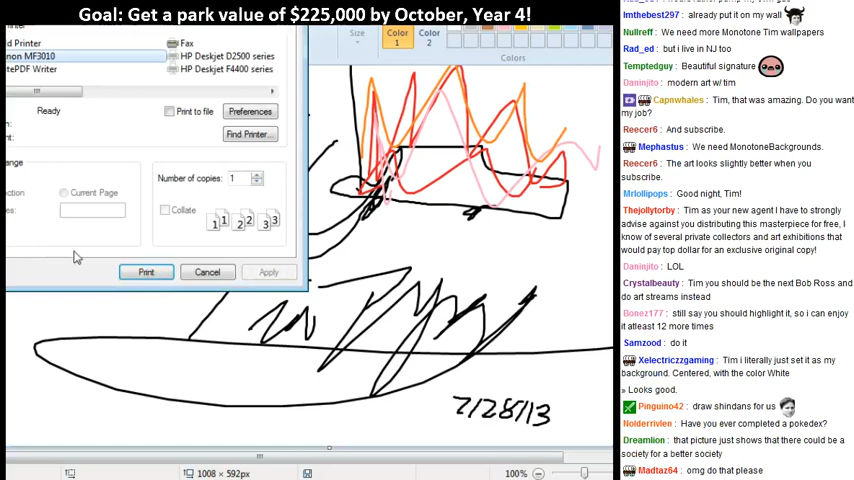 Goal: Get a park value of $225,000 by October, Year 4!
Fax
HP Deskjet D2500 series
non MF3010
tePDF Writer
HP Deskjet F4400 series
Ready
Print to file
Preferences
Find Printer...
Current Page
Number of copies: 1
Collate
1 1 2 2 3 3
Print
Cancel
Apply
Size
Color 1
Color 2
Colors
7/28/13
1008 × 592px
100%
Imthebest297: already put it on my wall
Nullreff: We need more Monotone Tim wallpapers
Rad_ed: but i live in NJ too
Temptedguy: Beautiful signature
Daninjito: modern art w/ tim
Capnwhales: Tim, that was amazing. Do you want
my job?
Reecer6: And subscribe.
Mephastus: We need MonotoneBackgrounds.
Reecer6: The art looks slightly better when you
subscribe.
Mrlollipops: Good night, Tim!
Thejollytorby: Tim as your new agent I have to strongly
advise against you distributing this masterpiece for free, I
know of several private collectors and art exhibitions that
would pay top dollar for an exclusive original copy!
Daninjito: LOL
Crystalbeauty: Tim you should be the next Bob Ross and
do art streams instead
Bonez177: still say you should highlight it, so i can enjoy
it atleast 12 more times
Samzood: do it
Xelectriczzgaming: Tim i literally just set it as my
background. Centered, with the color White
» Looks good.
Pinguino42: draw shindans for us
Nolderrivlen: Have you ever completed a pokedex?
Dreamlion: that picture just shows that there could be a
society for a better society
Madtaz64: omg do that please